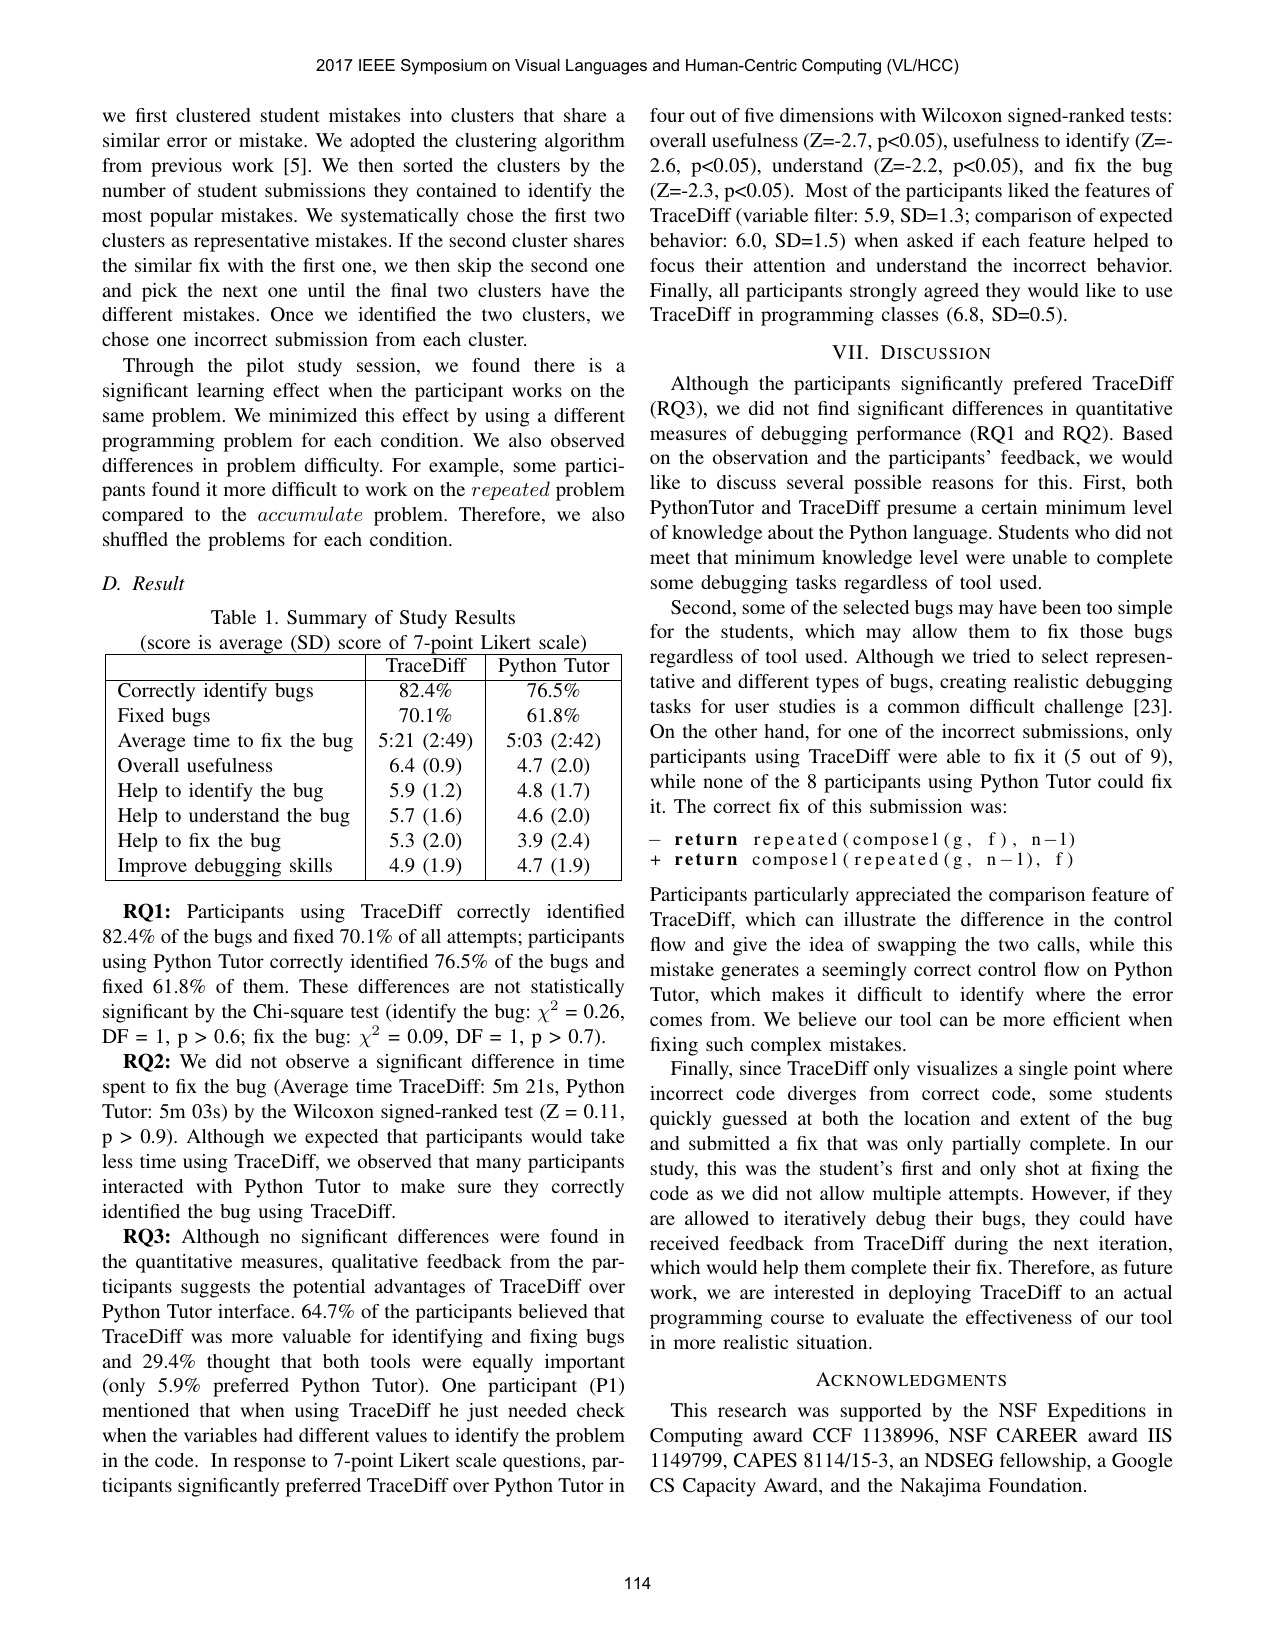 2017 IEEE Symposium on Visual Languages and Human-Centric Computing (VL/HCC)
we first clustered student mistakes into clusters that share a
similar error or mistake. We adopted the clustering algorithm
from previous work [5]. We then sorted the clusters by the
number of student submissions they contained to identify the
most popular mistakes. We systematically chose the first two
clusters as representative mistakes. If the second cluster shares
the similar fix with the first one, we then skip the second one
and pick the next one until the final two clusters have the
different mistakes. Once we identified the two clusters, we
chose one incorrect submission from each cluster.
Through the pilot study session, we found there is a
significant learning effect when the participant works on the
same problem. We minimized this effect by using a different
programming problem for each condition. We also observed
differences in problem difficulty. For example, some partici-
pants found it more difficult to work on the repeated problem
compared to the accumulate problem. Therefore, we also
shuffled the problems for each condition.
D. Result
Table 1. Summary of Study Results
(score is average (SD) score of 7-point Likert scale)
TraceDiff Python Tutor
Correctly identify bugs 82.4% 76.5%
Fixed bugs 70.1% 61.8%
Average time to fix the bug 5:21 (2:49) 5:03 (2:42)
Overall usefulness 6.4 (0.9) 4.7 (2.0)
Help to identify the bug 5.9 (1.2) 4.8 (1.7)
Help to understand the bug 5.7 (1.6) 4.6 (2.0)
Help to fix the bug 5.3 (2.0) 3.9 (2.4)
Improve debugging skills 4.9 (1.9) 4.7 (1.9)
RQ1: Participants using TraceDiff correctly identified
82.4% of the bugs and fixed 70.1% of all attempts; participants
using Python Tutor correctly identified 76.5% of the bugs and
fixed 61.8% of them. These differences are not statistically
significant by the Chi-square test (identify the bug: χ² = 0.26,
DF = 1, p > 0.6; fix the bug: χ² = 0.09, DF = 1, p > 0.7).
RQ2: We did not observe a significant difference in time
spent to fix the bug (Average time TraceDiff: 5m 21s, Python
Tutor: 5m 03s) by the Wilcoxon signed-ranked test (Z = 0.11,
p > 0.9). Although we expected that participants would take
less time using TraceDiff, we observed that many participants
interacted with Python Tutor to make sure they correctly
identified the bug using TraceDiff.
RQ3: Although no significant differences were found in
the quantitative measures, qualitative feedback from the par-
ticipants suggests the potential advantages of TraceDiff over
Python Tutor interface. 64.7% of the participants believed that
TraceDiff was more valuable for identifying and fixing bugs
and 29.4% thought that both tools were equally important
(only 5.9% preferred Python Tutor). One participant (P1)
mentioned that when using TraceDiff he just needed check
when the variables had different values to identify the problem
in the code. In response to 7-point Likert scale questions, par-
ticipants significantly preferred TraceDiff over Python Tutor in
four out of five dimensions with Wilcoxon signed-ranked tests:
overall usefulness (Z=-2.7, p<0.05), usefulness to identify (Z=-
2.6, p<0.05), understand (Z=-2.2, p<0.05), and fix the bug
(Z=-2.3, p<0.05). Most of the participants liked the features of
TraceDiff (variable filter: 5.9, SD=1.3; comparison of expected
behavior: 6.0, SD=1.5) when asked if each feature helped to
focus their attention and understand the incorrect behavior.
Finally, all participants strongly agreed they would like to use
TraceDiff in programming classes (6.8, SD=0.5).
VII. DISCUSSION
Although the participants significantly prefered TraceDiff
(RQ3), we did not find significant differences in quantitative
measures of debugging performance (RQ1 and RQ2). Based
on the observation and the participants' feedback, we would
like to discuss several possible reasons for this. First, both
PythonTutor and TraceDiff presume a certain minimum level
of knowledge about the Python language. Students who did not
meet that minimum knowledge level were unable to complete
some debugging tasks regardless of tool used.
Second, some of the selected bugs may have been too simple
for the students, which may allow them to fix those bugs
regardless of tool used. Although we tried to select represen-
tative and different types of bugs, creating realistic debugging
tasks for user studies is a common difficult challenge [23].
On the other hand, for one of the incorrect submissions, only
participants using TraceDiff were able to fix it (5 out of 9),
while none of the 8 participants using Python Tutor could fix
it. The correct fix of this submission was:
− return repeated(compose1(g, f), n−1)
+ return compose1(repeated(g, n−1), f)
Participants particularly appreciated the comparison feature of
TraceDiff, which can illustrate the difference in the control
flow and give the idea of swapping the two calls, while this
mistake generates a seemingly correct control flow on Python
Tutor, which makes it difficult to identify where the error
comes from. We believe our tool can be more efficient when
fixing such complex mistakes.
Finally, since TraceDiff only visualizes a single point where
incorrect code diverges from correct code, some students
quickly guessed at both the location and extent of the bug
and submitted a fix that was only partially complete. In our
study, this was the student's first and only shot at fixing the
code as we did not allow multiple attempts. However, if they
are allowed to iteratively debug their bugs, they could have
received feedback from TraceDiff during the next iteration,
which would help them complete their fix. Therefore, as future
work, we are interested in deploying TraceDiff to an actual
programming course to evaluate the effectiveness of our tool
in more realistic situation.
ACKNOWLEDGMENTS
This research was supported by the NSF Expeditions in
Computing award CCF 1138996, NSF CAREER award IIS
1149799, CAPES 8114/15-3, an NDSEG fellowship, a Google
CS Capacity Award, and the Nakajima Foundation.
114